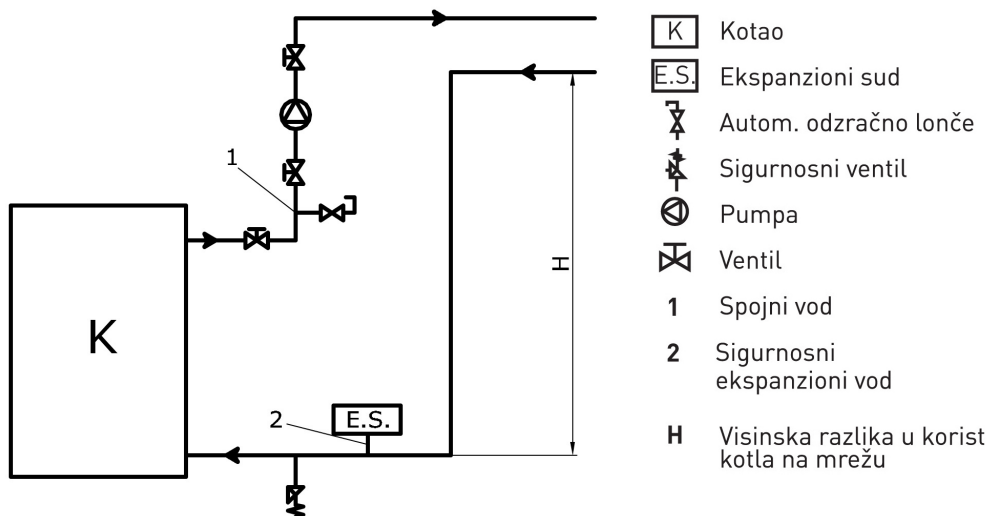 K Kotao
E.S. Ekspanzioni sud
Autom. odzračno lonče
Sigurnosni ventil
Pumpa
Ventil
1 Spojni vod
2 Sigurnosni
ekspanzioni vod
H Visinska razlika u korist
kotla na mrežu
1
K
H
2
E.S.